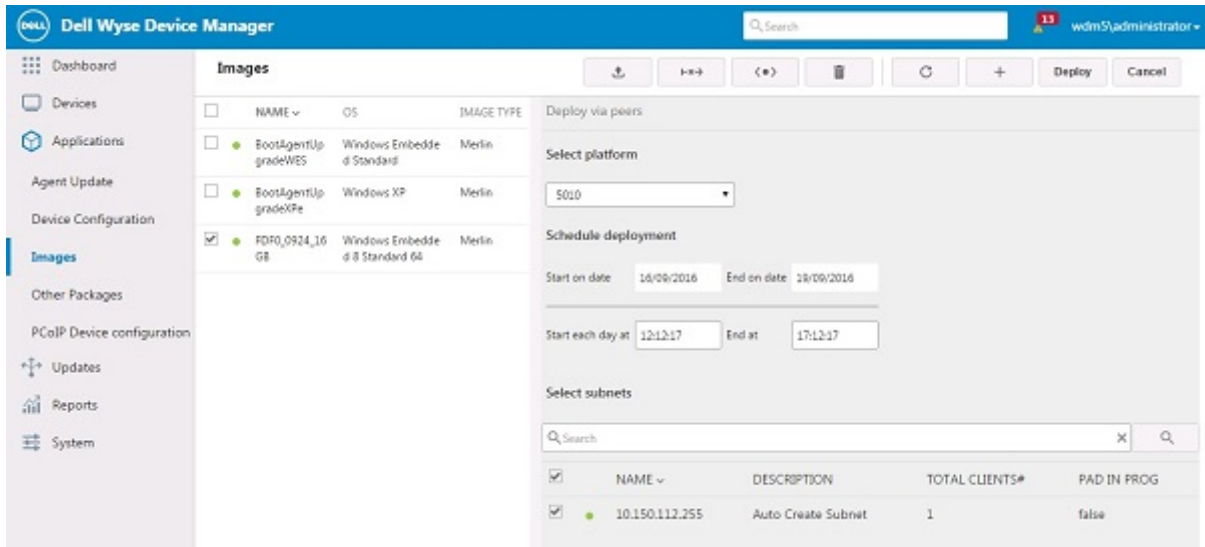 DELL
Dell Wyse Device Manager
Search
13
wdm5\administrator
Dashboard
Devices
Applications
Agent Update
Device Configuration
Images
Other Packages
PCoIP Device configuration
Updates
Reports
System
Images
Deploy
Cancel
NAME OS IMAGE TYPE
BootAgentUp Windows Embedde Merlin
gradeWES d Standard
BootAgentUp Windows XP Merlin
gradeXPe
FDF0_0924_16 Windows Embedde Merlin
GB d 8 Standard 64
Deploy via peers
Select platform
5010
Schedule deployment
Start on date 16/09/2016 End on date 19/09/2016
Start each day at 12:12:17 End at 17:12:17
Select subnets
Search
NAME DESCRIPTION TOTAL CLIENTS# PAD IN PROG
10.150.112.255 Auto Create Subnet 1 false